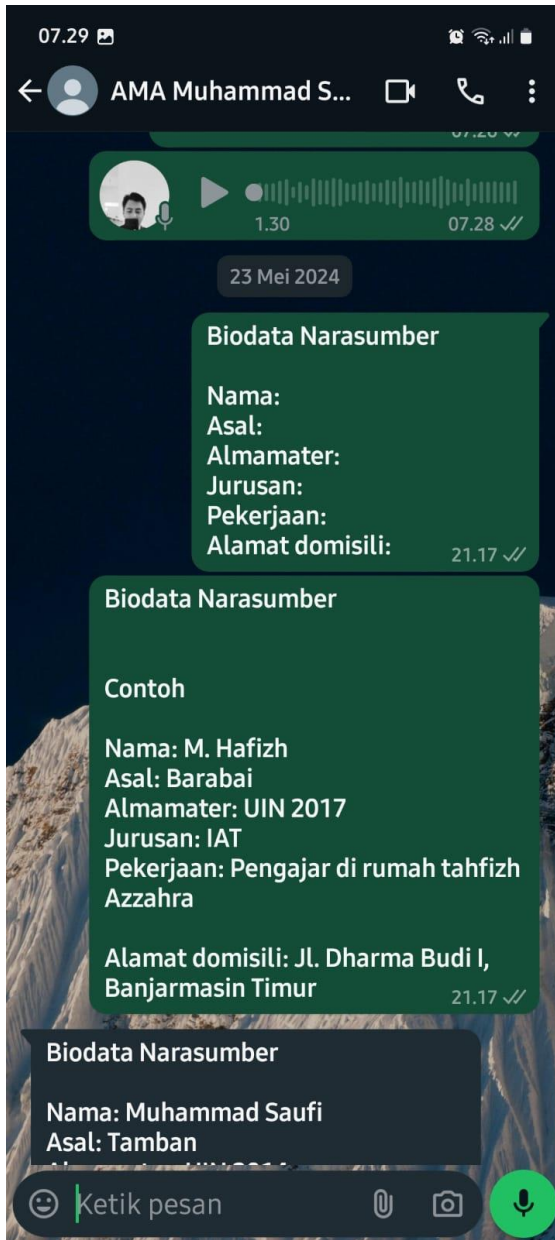 07.29
AMA Muhammad S...
07.28
1.30 07.28
23 Mei 2024
Biodata Narasumber
Nama:
Asal:
Almamater:
Jurusan:
Pekerjaan:
Alamat domisili:
21.17
Biodata Narasumber
Contoh
Nama: M. Hafizh
Asal: Barabai
Almamater: UIN 2017
Jurusan: IAT
Pekerjaan: Pengajar di rumah tahfizh
Azzahra
Alamat domisili: Jl. Dharma Budi I,
Banjarmasin Timur
21.17
Biodata Narasumber
Nama: Muhammad Saufi
Asal: Tamban
Ketik pesan